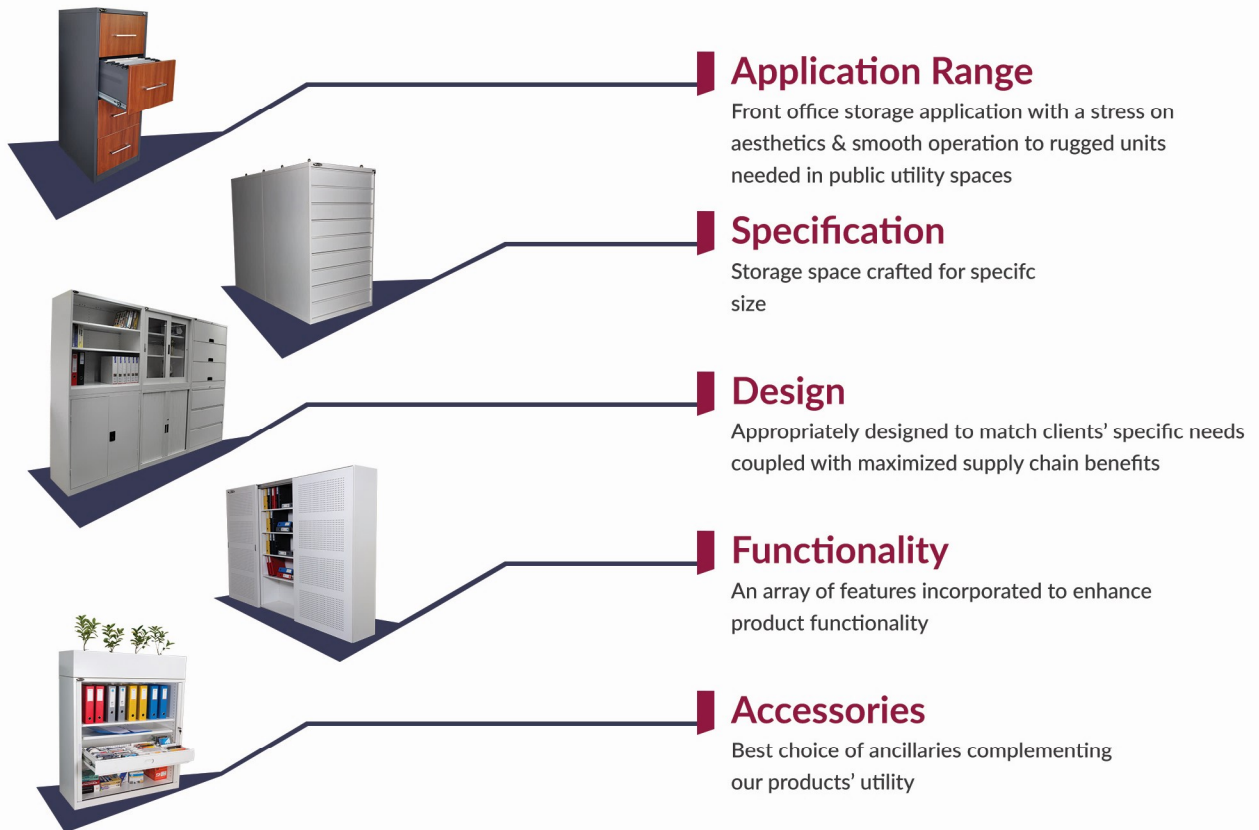 Application Range
Front office storage application with a stress on
aesthetics & smooth operation to rugged units
needed in public utility spaces
Specification
Storage space crafted for specifc
size
Design
Appropriately designed to match clients’ specific needs
coupled with maximized supply chain benefits
Functionality
An array of features incorporated to enhance
product functionality
Accessories
Best choice of ancillaries complementing
our products’ utility